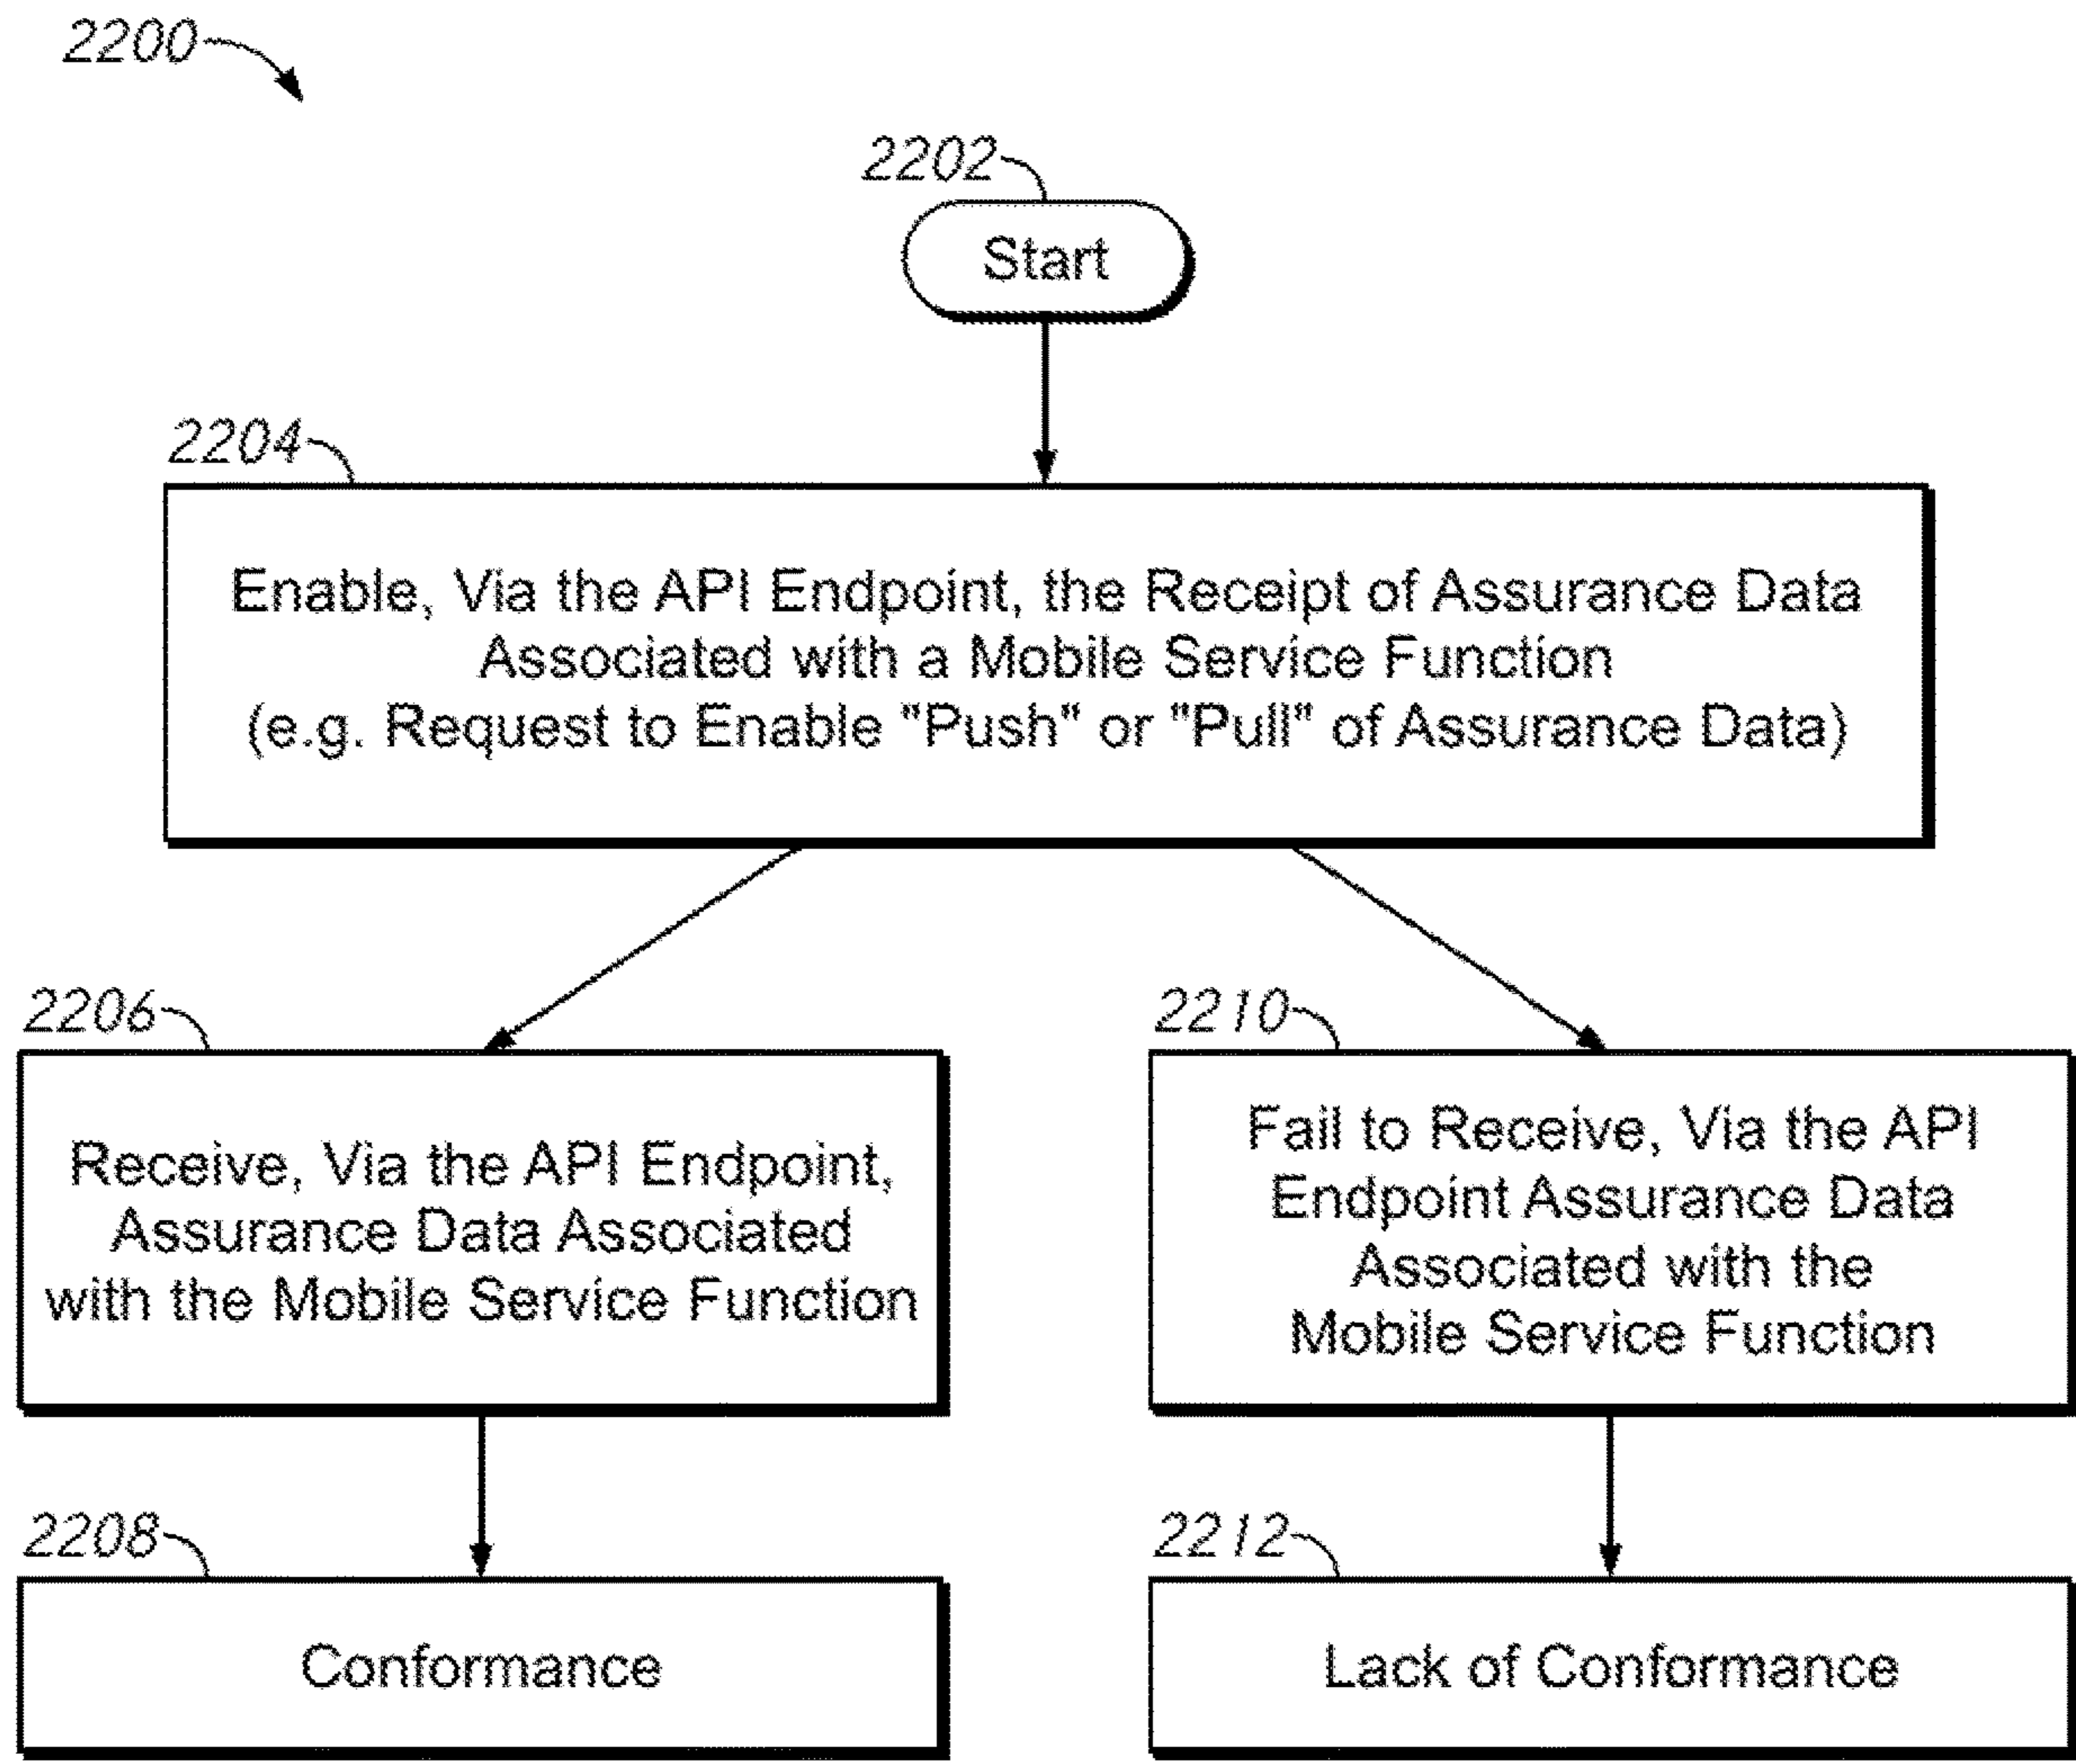 2200
2202
Start
2204
Enable, Via the API Endpoint, the Receipt of Assurance Data
Associated with a Mobile Service Function
(e.g. Request to Enable "Push" or "Pull" of Assurance Data)
2206
Receive, Via the API Endpoint,
Assurance Data Associated
with the Mobile Service Function
2210
Fail to Receive, Via the API
Endpoint Assurance Data
Associated with the
Mobile Service Function
2208
Conformance
2212
Lack of Conformance